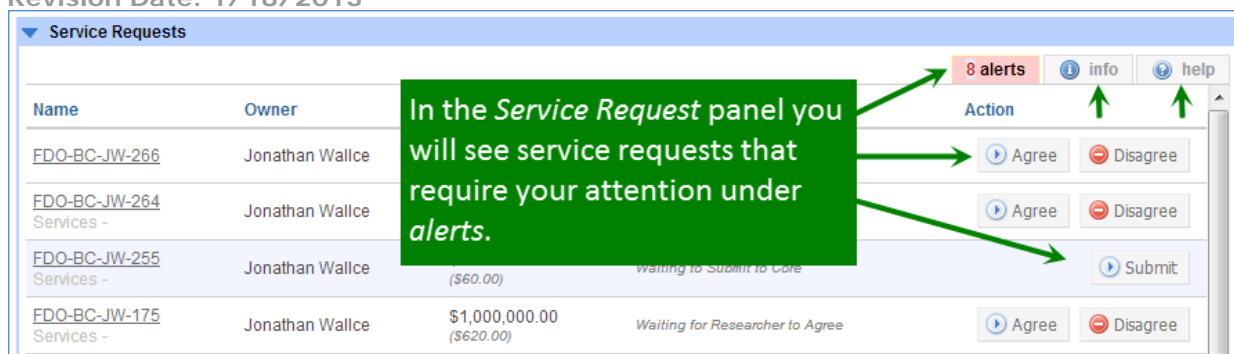 Revision Date: 1/18/2013
Service Requests
8 alerts info help
Name Owner Action
In the Service Request panel you
will see service requests that
require your attention under
alerts.
FDO-BC-JW-266 Jonathan Wallce Agree Disagree
FDO-BC-JW-264 Jonathan Wallce Agree Disagree
Services -
FDO-BC-JW-255 Jonathan Wallce Waiting to Submit to Core Submit
Services - ($60.00)
FDO-BC-JW-175 Jonathan Wallce $1,000,000.00 Waiting for Researcher to Agree Agree Disagree
Services - ($620.00)